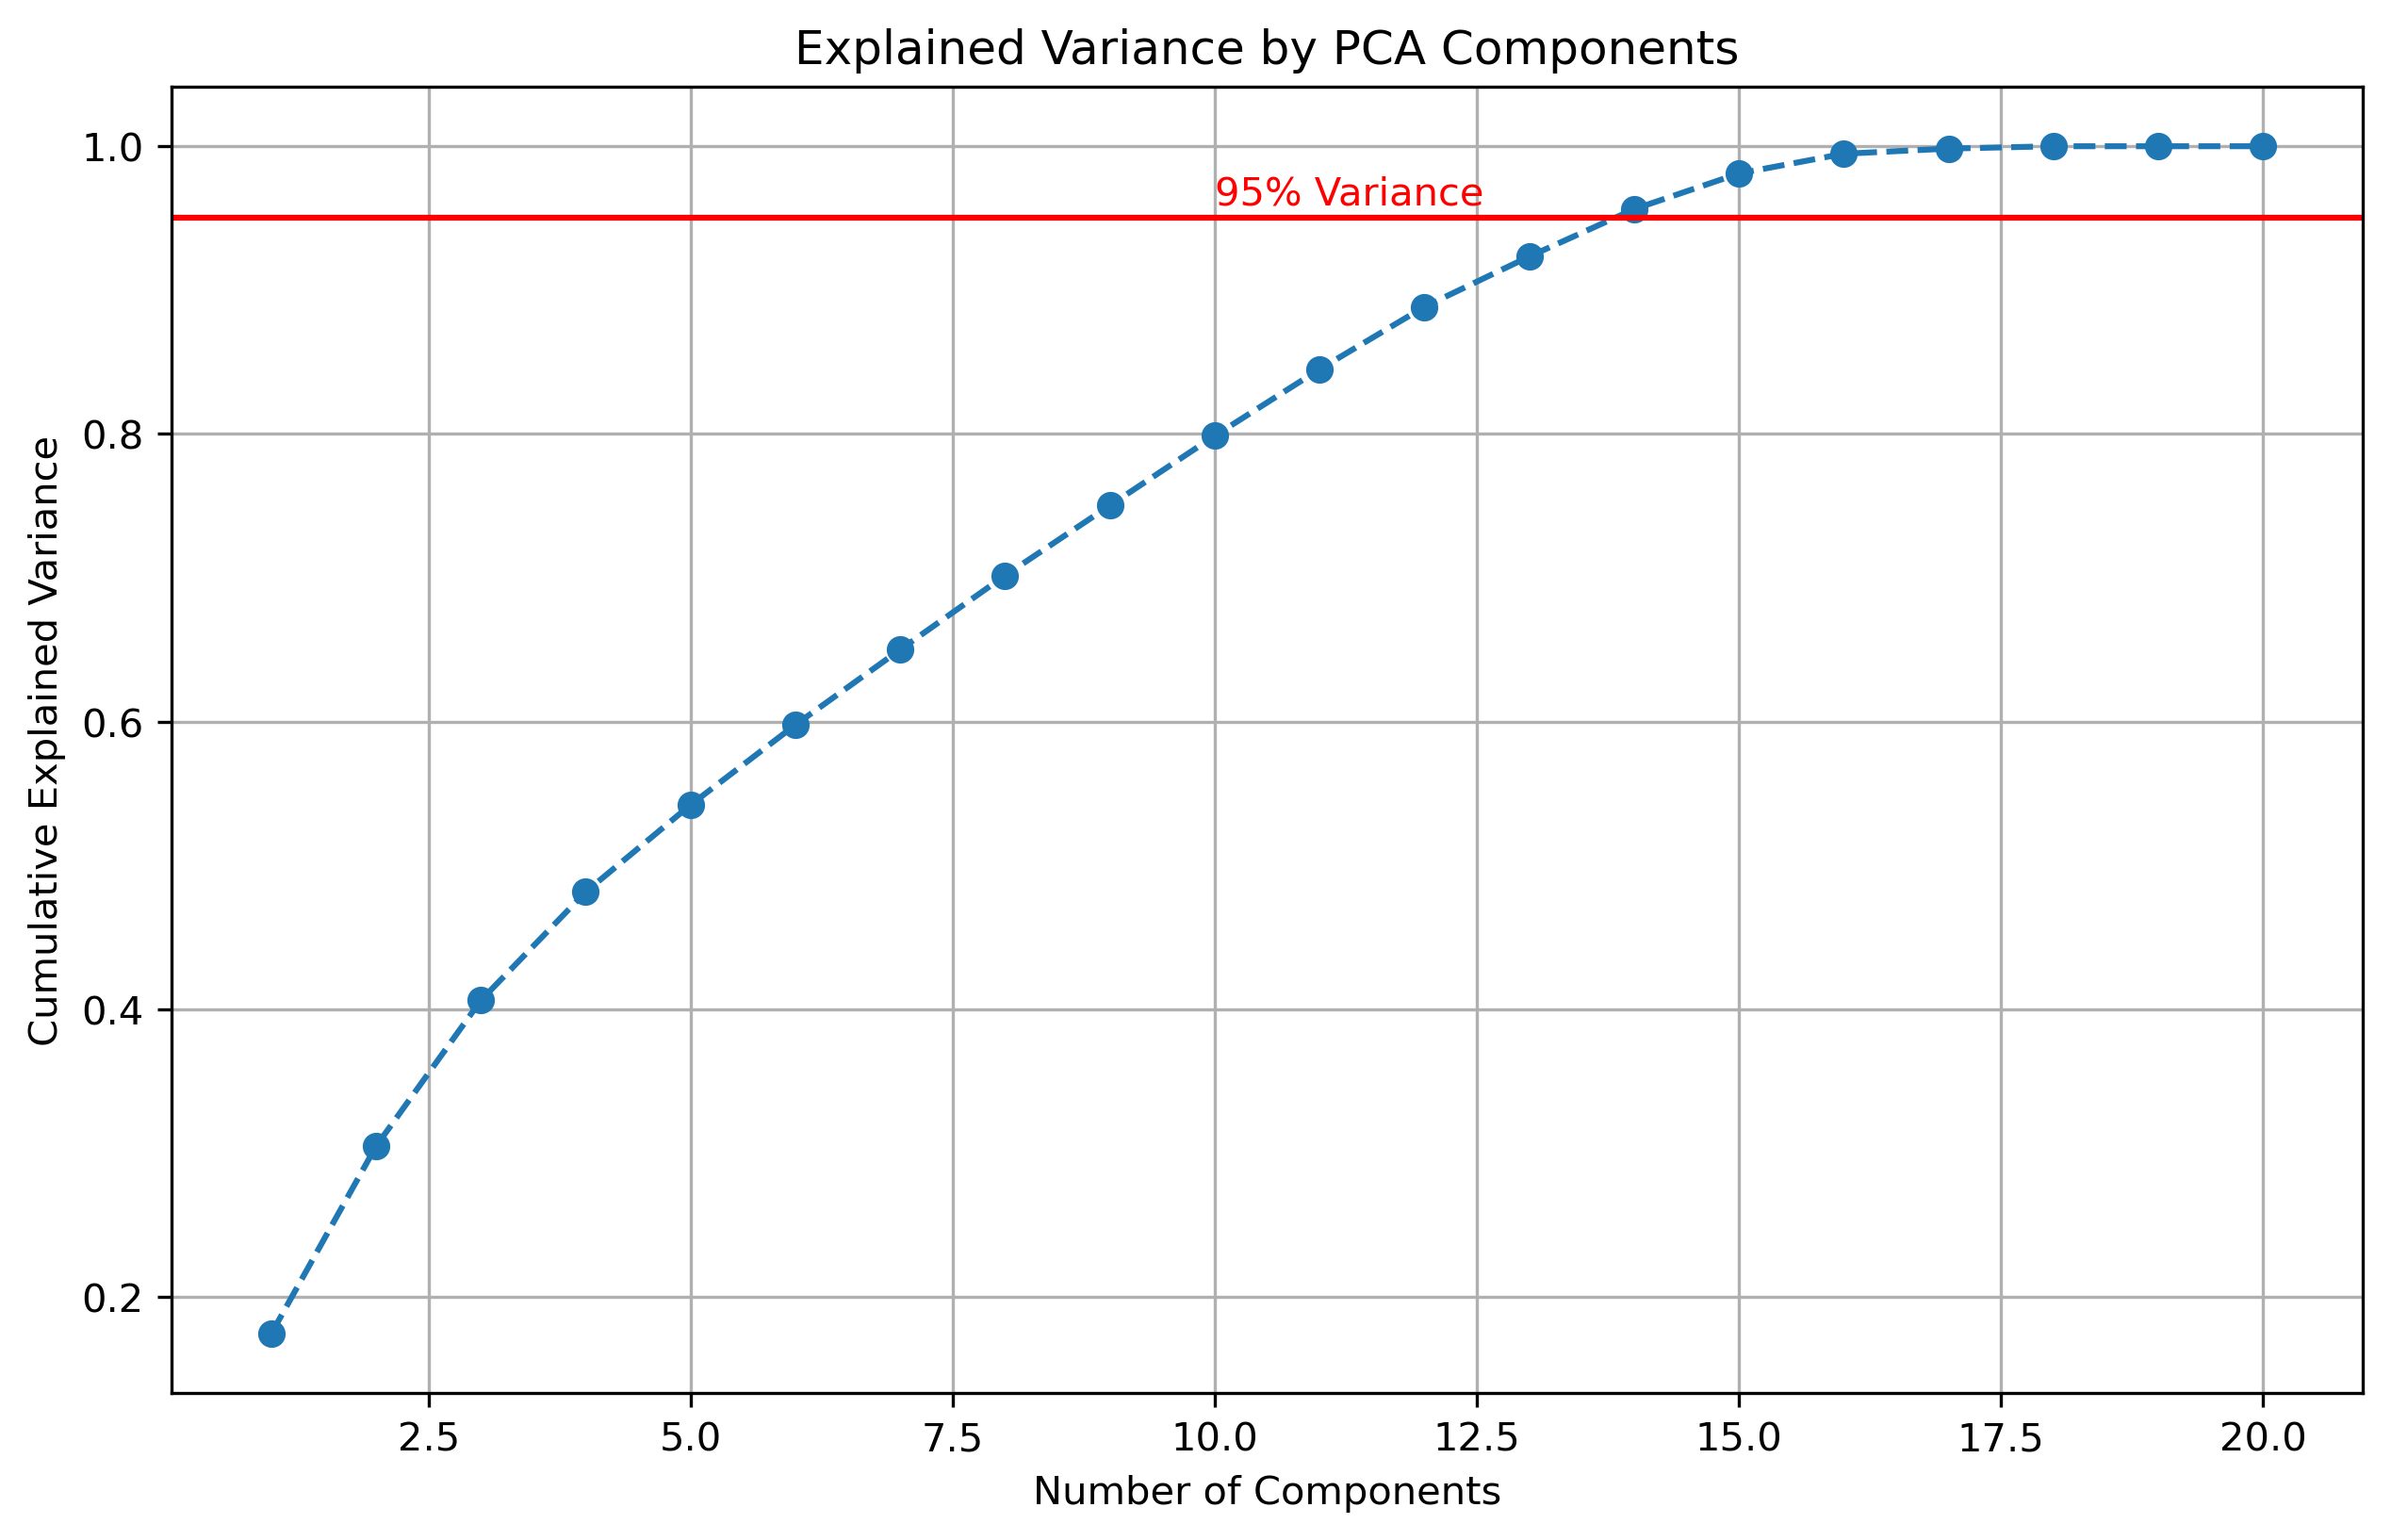 Explained Variance by PCA Components
1.0
95% Variance
0.8
0.6
0.4
0.2
Cumulative Explained Variance
2.5 5.0 7.5 10.0 12.5 15.0 17.5 20.0
Number of Components